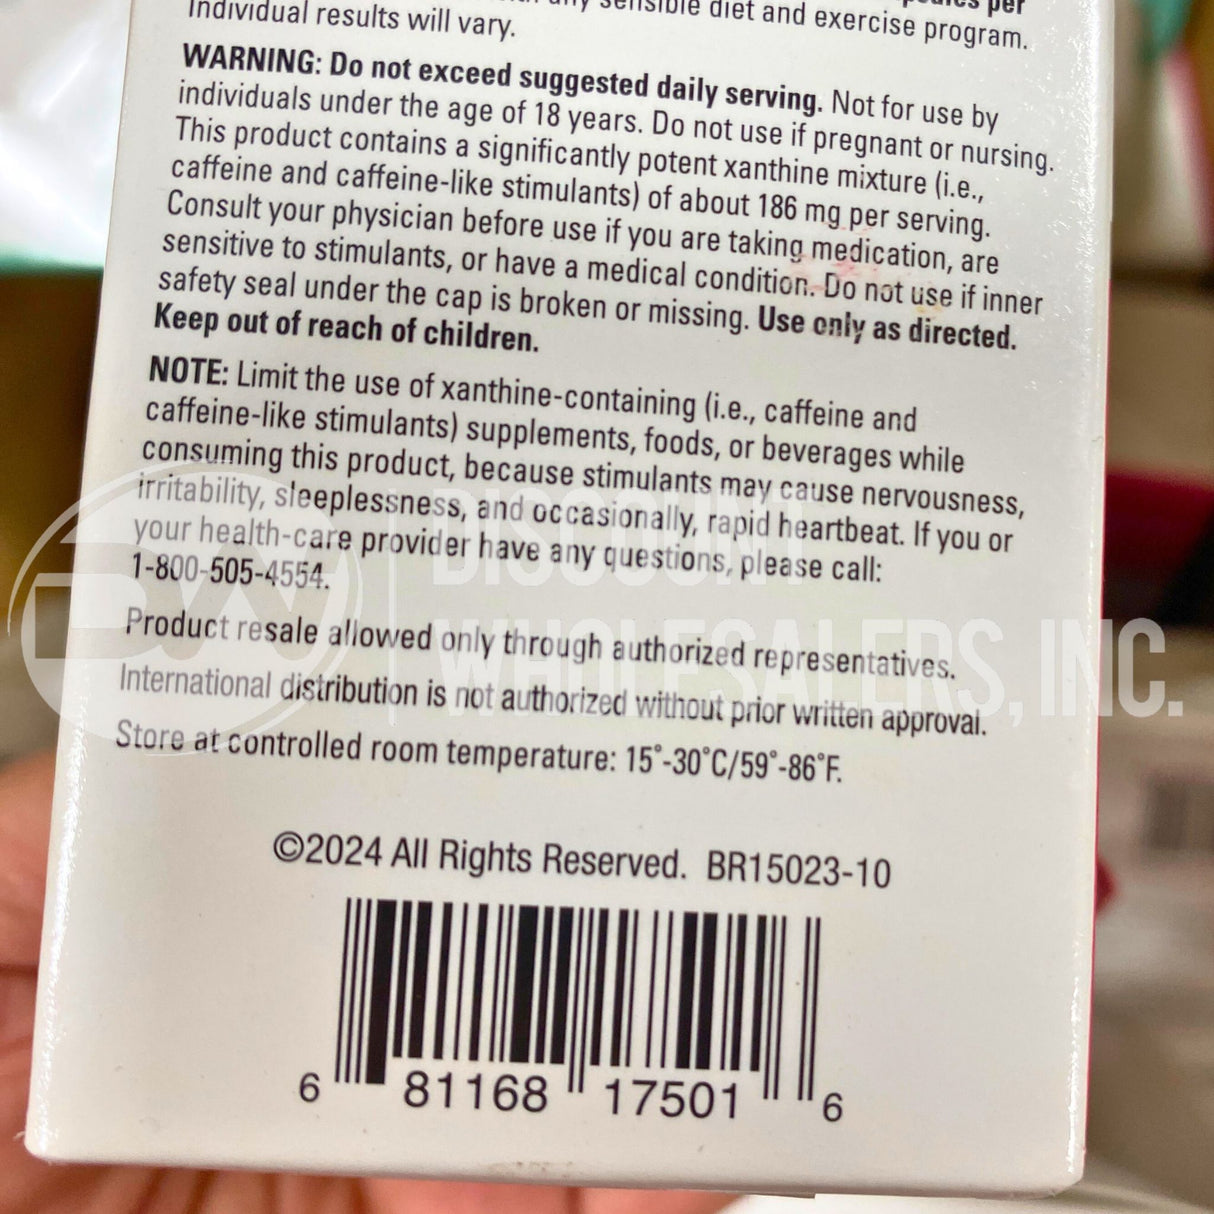 sensible diet and exercise program.
Individual results will vary.
WARNING: Do not exceed suggested daily serving. Not for use by
individuals under the age of 18 years. Do not use if pregnant or nursing.
This product contains a significantly potent xanthine mixture (i.e.,
caffeine and caffeine-like stimulants) of about 186 mg per serving.
Consult your physician before use if you are taking medication, are
sensitive to stimulants, or have a medical condition. Do not use if inner
safety seal under the cap is broken or missing. Use only as directed.
Keep out of reach of children.
NOTE: Limit the use of xanthine-containing (i.e., caffeine and
caffeine-like stimulants) supplements, foods, or beverages while
consuming this product, because stimulants may cause nervousness,
irritability, sleeplessness, and occasionally, rapid heartbeat. If you or
your health-care provider have any questions, please call:
1-800-505-4554.
Product resale allowed only through authorized representatives.
International distribution is not authorized without prior written approval.
Store at controlled room temperature: 15°-30°C/59°-86°F.
©2024 All Rights Reserved. BR15023-10
6 81168 17501 6
DW
DISCOUNT
WHOLESALERS, INC.